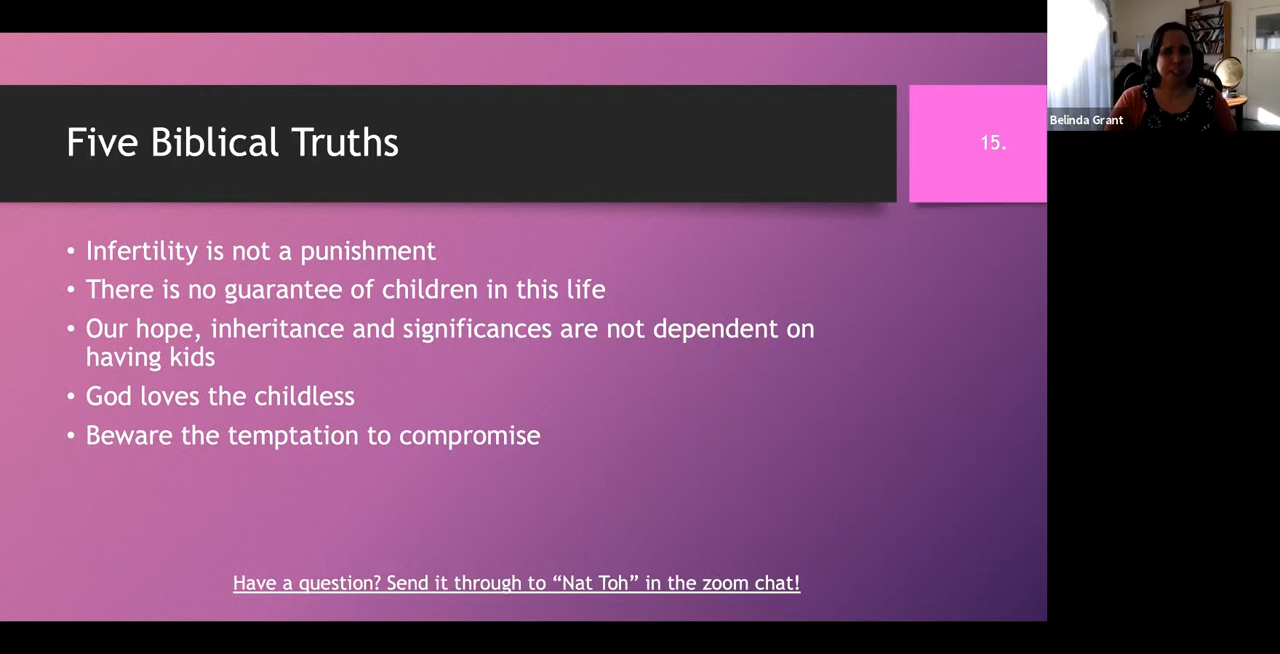 Five Biblical Truths
15.
Belinda Grant
• Infertility is not a punishment
• There is no guarantee of children in this life
• Our hope, inheritance and significances are not dependent on
having kids
• God loves the childless
• Beware the temptation to compromise
Have a question? Send it through to “Nat Toh” in the zoom chat!